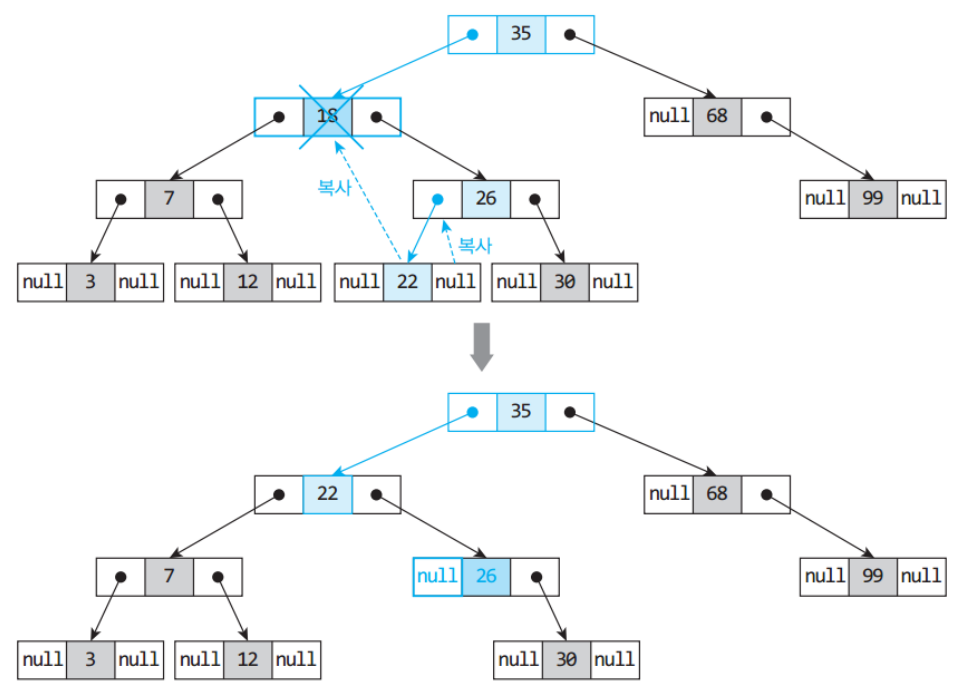 35
18
null 68
복사
7
26
null 99 null
복사
null 3 null
null 12 null
null 22 null
null 30 null
35
22
null 68
7
null 26
null 99 null
null 3 null
null 12 null
null 30 null